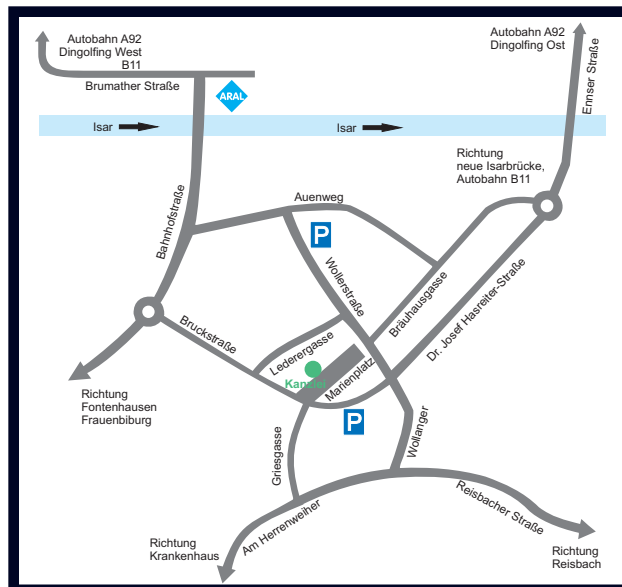 Autobahn A92
Dingolfing West
B11
Brumather Straße
ARAL
Autobahn A92
Dingolfing Ost
Ennser Straße
Isar
Isar
Richtung
neue Isarbrücke,
Autobahn B11
Bahnhofstraße
Auenweg
P
Wollerstraße
Bräuhausgasse
Dr. Josef Hasreiter-Straße
Bruckstraße
Lederergasse
Kanzlei
Marienplatz
P
Richtung
Fontenhausen
Frauenbiburg
Griesgasse
Wollanger
Am Herrenweiher
Reisbacher Straße
Richtung
Krankenhaus
Richtung
Reisbach